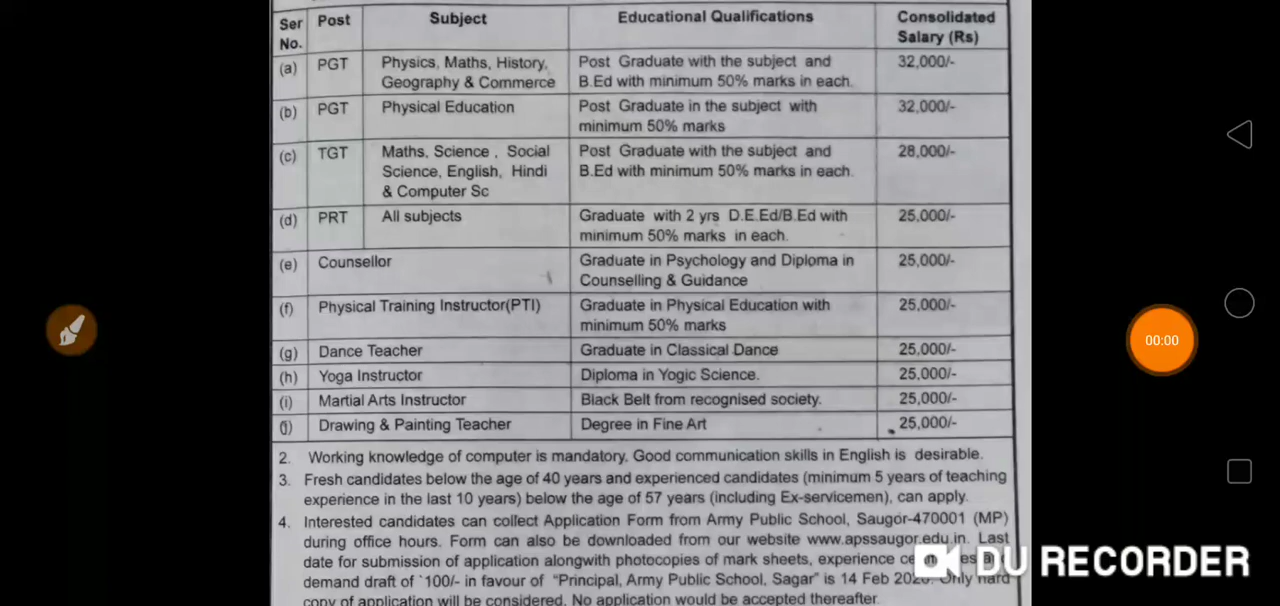 Ser No. Post Subject Educational Qualifications Consolidated Salary (Rs)
(a) PGT Physics, Maths, History, Geography & Commerce Post Graduate with the subject and B.Ed with minimum 50% marks in each. 32,000/-
(b) PGT Physical Education Post Graduate in the subject with minimum 50% marks 32,000/-
(c) TGT Maths, Science, Social Science, English, Hindi & Computer Sc Post Graduate with the subject and B.Ed with minimum 50% marks in each. 28,000/-
(d) PRT All subjects Graduate with 2 yrs D.E.Ed/B.Ed with minimum 50% marks in each. 25,000/-
(e) Counsellor Graduate in Psychology and Diploma in Counselling & Guidance 25,000/-
(f) Physical Training Instructor(PTI) Graduate in Physical Education with minimum 50% marks 25,000/-
(g) Dance Teacher Graduate in Classical Dance 25,000/-
(h) Yoga Instructor Diploma in Yogic Science. 25,000/-
(i) Martial Arts Instructor Black Belt from recognised society. 25,000/-
(j) Drawing & Painting Teacher Degree in Fine Art 25,000/-
2. Working knowledge of computer is mandatory. Good communication skills in English is desirable.
3. Fresh candidates below the age of 40 years and experienced candidates (minimum 5 years of teaching
experience in the last 10 years) below the age of 57 years (including Ex-servicemen), can apply.
4. Interested candidates can collect Application Form from Army Public School, Saugor-470001 (MP)
during office hours. Form can also be downloaded from our website www.apssaugor.edu.in. Last
date for submission of application alongwith photocopies of mark sheets, experience
demand draft of `100/- in favour of "Principal, Army Public School, Sagar" is 14 Feb Only hard
copy of application will be considered. No application would be accepted thereafter.
00:00
DU RECORDER